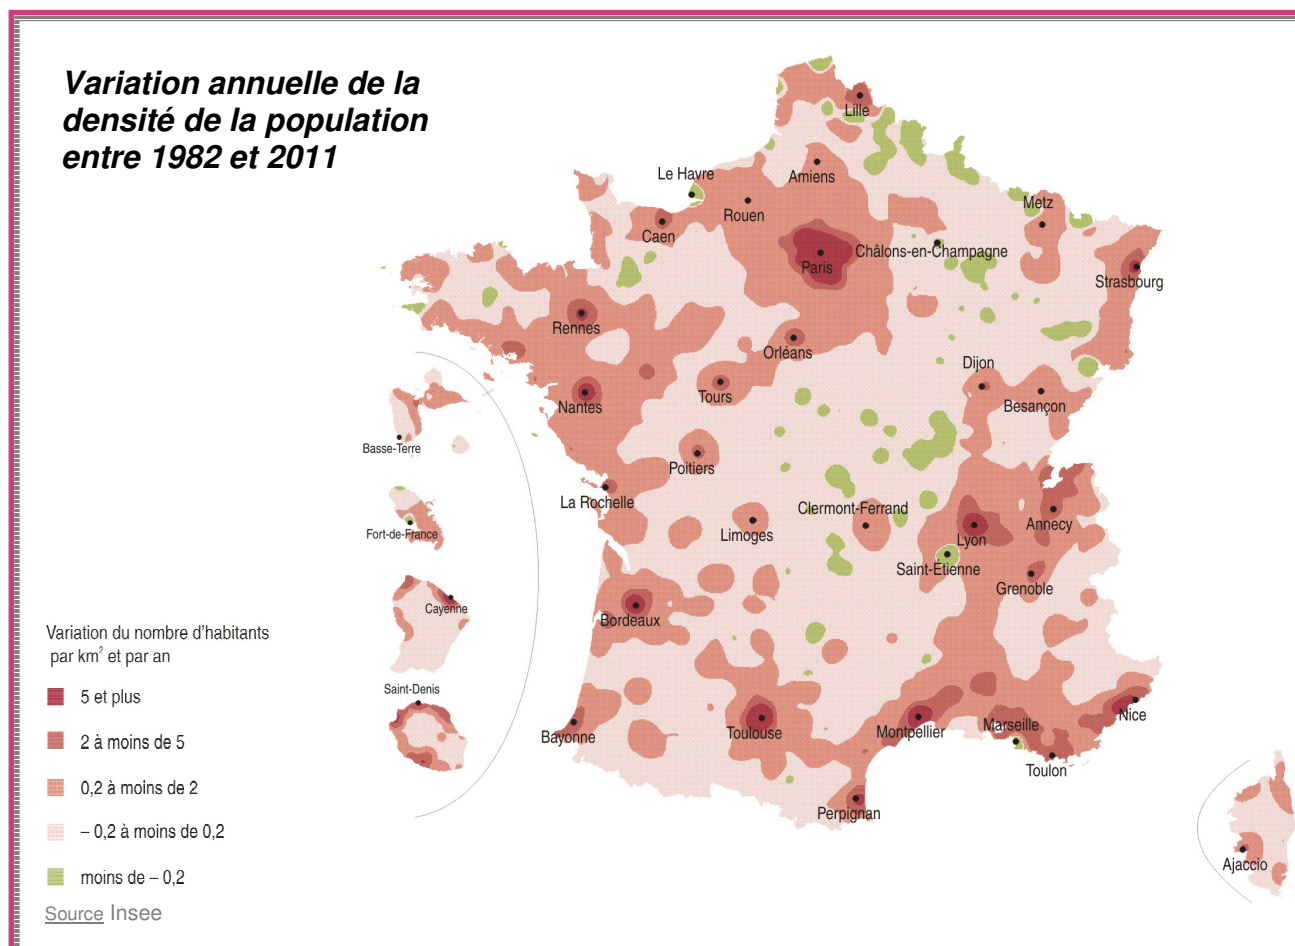 Variation annuelle de la
densité de la population
entre 1982 et 2011
Lille
Le Havre
Amiens
Rouen
Metz
Caen
Châlons-en-Champagne
Paris
Strasbourg
Rennes
Orléans
Dijon
Tours
Besançon
Nantes
Basse-Terre
Poitiers
La Rochelle
Clermont-Ferrand
Annecy
Fort-de-France
Limoges
Lyon
Saint-Étienne
Grenoble
Cayenne
Bordeaux
Variation du nombre d'habitants
par km² et par an
Saint-Denis
5 et plus
2 à moins de 5
0,2 à moins de 2
– 0,2 à moins de 0,2
moins de – 0,2
Nice
Marseille
Montpellier
Toulouse
Bayonne
Toulon
Perpignan
Ajaccio
Source Insee